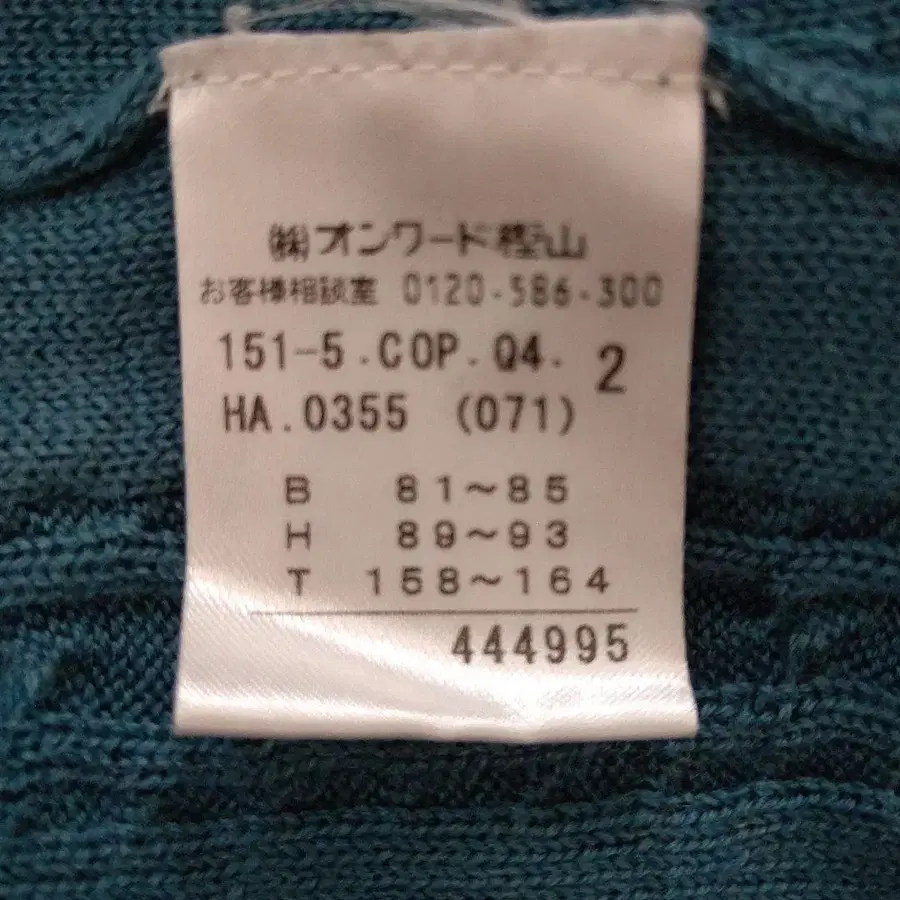 ㈱オンワード樫山
お客様相談室 0120-586-300
151-5.COP.Q4. 2
HA.0355 (071)
B 81～85
H 89～93
T 158～164
444995